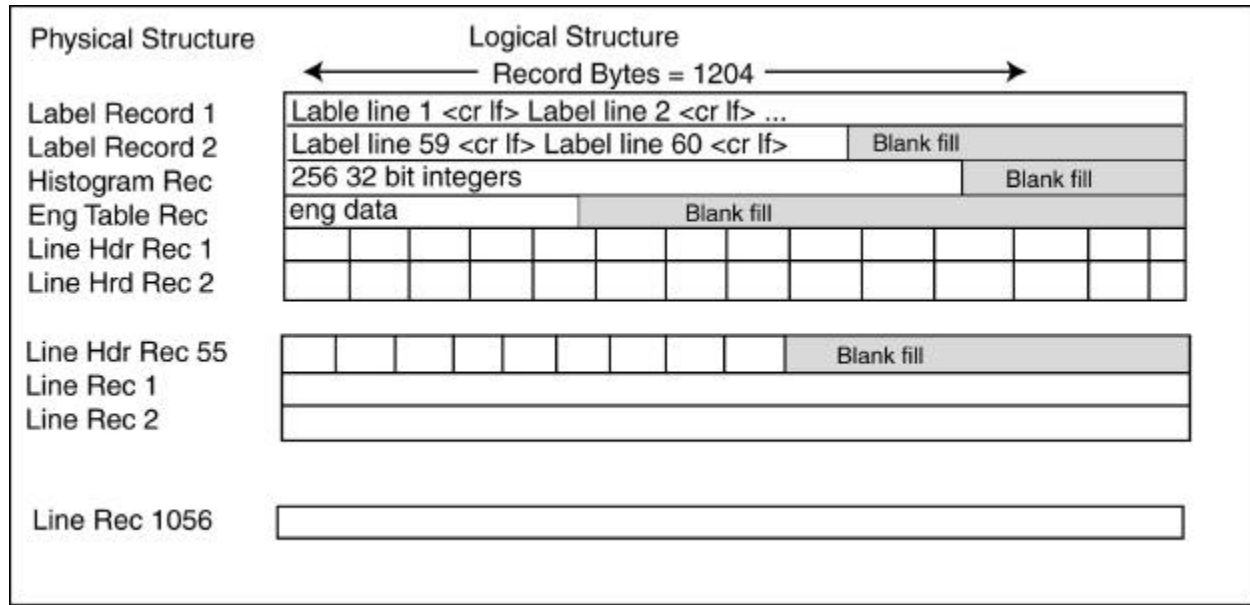 Physical Structure
Logical Structure
Record Bytes = 1204
Label Record 1
Lable line 1 <cr lf> Label line 2 <cr lf> ...
Label Record 2
Label line 59 <cr lf> Label line 60 <cr lf>
Blank fill
Histogram Rec
256 32 bit integers
Blank fill
Eng Table Rec
eng data
Blank fill
Line Hdr Rec 1
Line Hrd Rec 2
Line Hdr Rec 55
Blank fill
Line Rec 1
Line Rec 2
Line Rec 1056